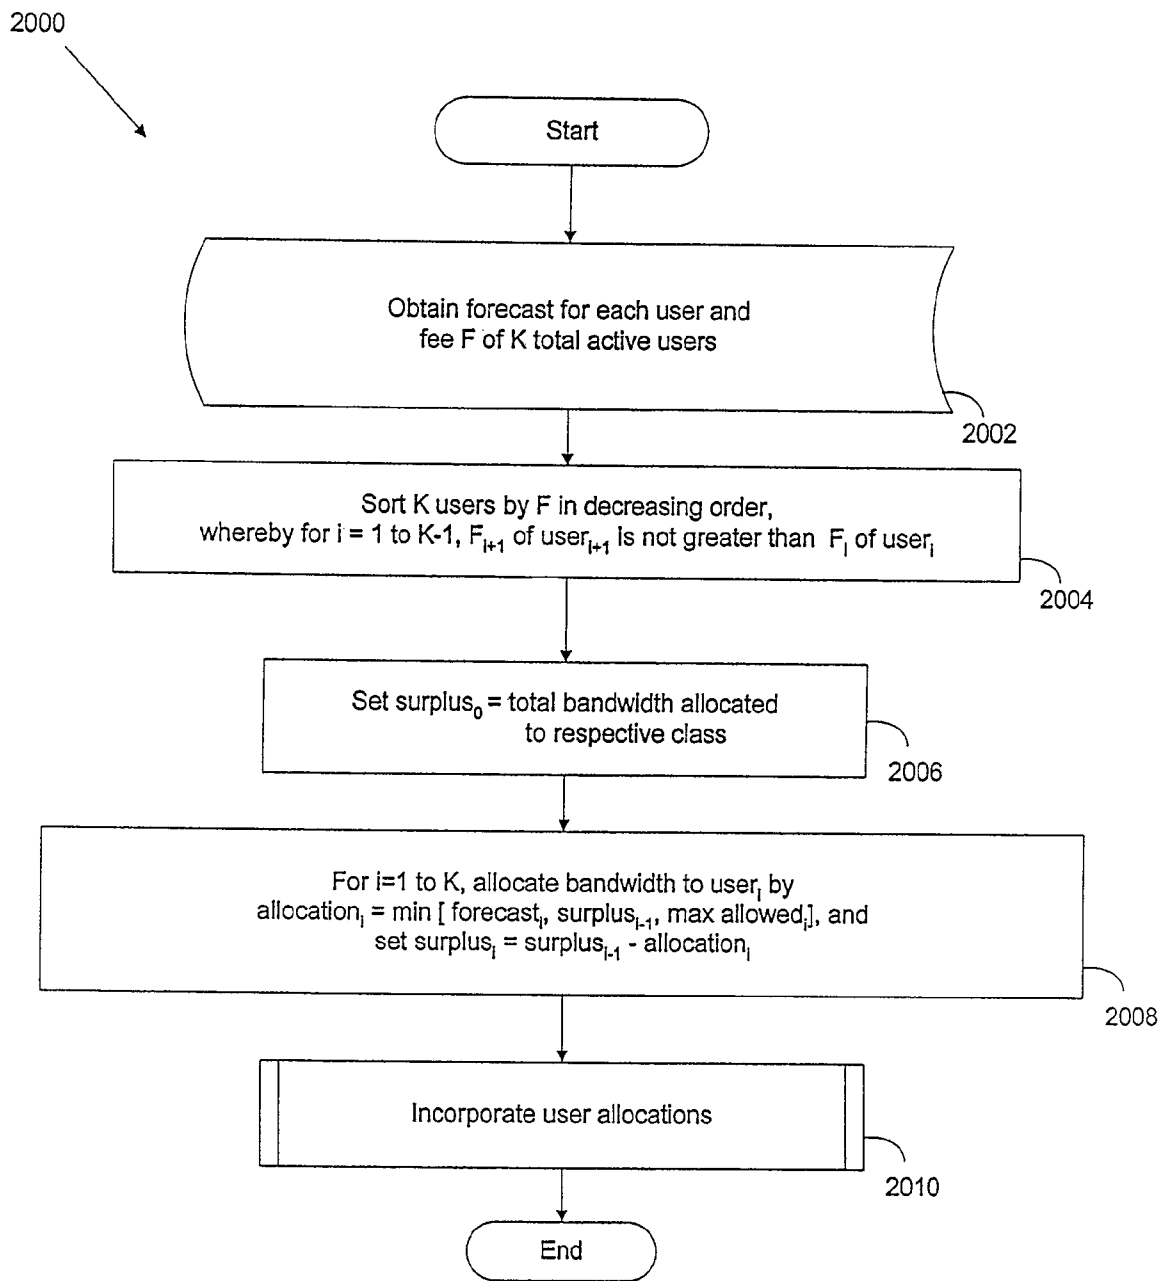 2000
Start
Obtain forecast for each user and
fee F of K total active users
2002
Sort K users by F in decreasing order,
whereby for i = 1 to K-1, Fᵢ₊₁ of userᵢ₊₁ is not greater than Fᵢ of userᵢ
2004
Set surplus₀ = total bandwidth allocated
to respective class
2006
For i=1 to K, allocate bandwidth to userᵢ by
allocationᵢ = min [ forecastᵢ, surplusᵢ₋₁, max allowedᵢ], and
set surplusᵢ = surplusᵢ₋₁ - allocationᵢ
2008
Incorporate user allocations
2010
End